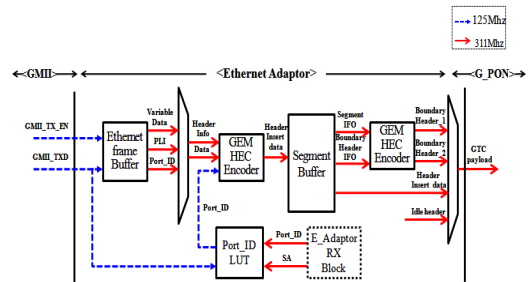 125Mhz
311Mhz
<GMII>
<Ethernet Adaptor>
<G_PON>
GMII_TX_EN
GMII_TXD
Ethernet
frame
Buffer
Variable
Data
PLI
Port_ID
Header
Info
Data
GEM
HEC
Encoder
Header
Insert
data
Segment
Buffer
Segment
IFO
Boundary
Header
IFO
GEM
HEC
Encoder
Boundary
Header_1
Boundary
Header_2
Header
Insert data
Idle header
GTC
payload
Port_ID
Port_ID
LUT
Port_ID
SA
E_Adaptor
RX
Block